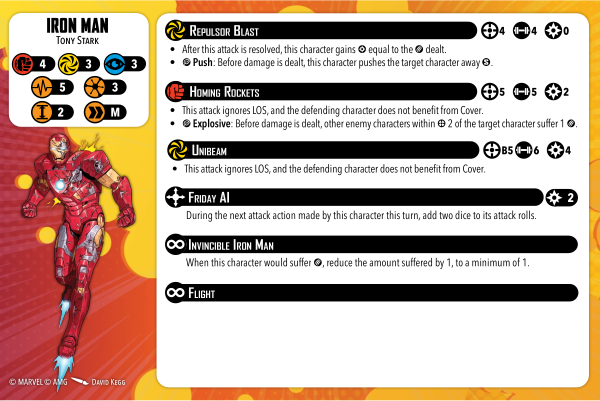 IRON MAN
TONY STARK
4 3 3
5 3
2 M
REPULSOR BLAST 4 4 0
• After this attack is resolved, this character gains equal to the dealt.
• Push: Before damage is dealt, this character pushes the target character away S.
HOMING ROCKETS 5 5 2
• This attack ignores LOS, and the defending character does not benefit from Cover.
• Explosive: Before damage is dealt, other enemy characters within 2 of the target character suffer 1 .
UNIBEAM B5 6 4
• This attack ignores LOS, and the defending character does not benefit from Cover.
FRIDAY AI 2
During the next attack action made by this character this turn, add two dice to its attack rolls.
INVINCIBLE IRON MAN
When this character would suffer , reduce the amount suffered by 1, to a minimum of 1.
FLIGHT
© MARVEL © AMG DAVID KEGG